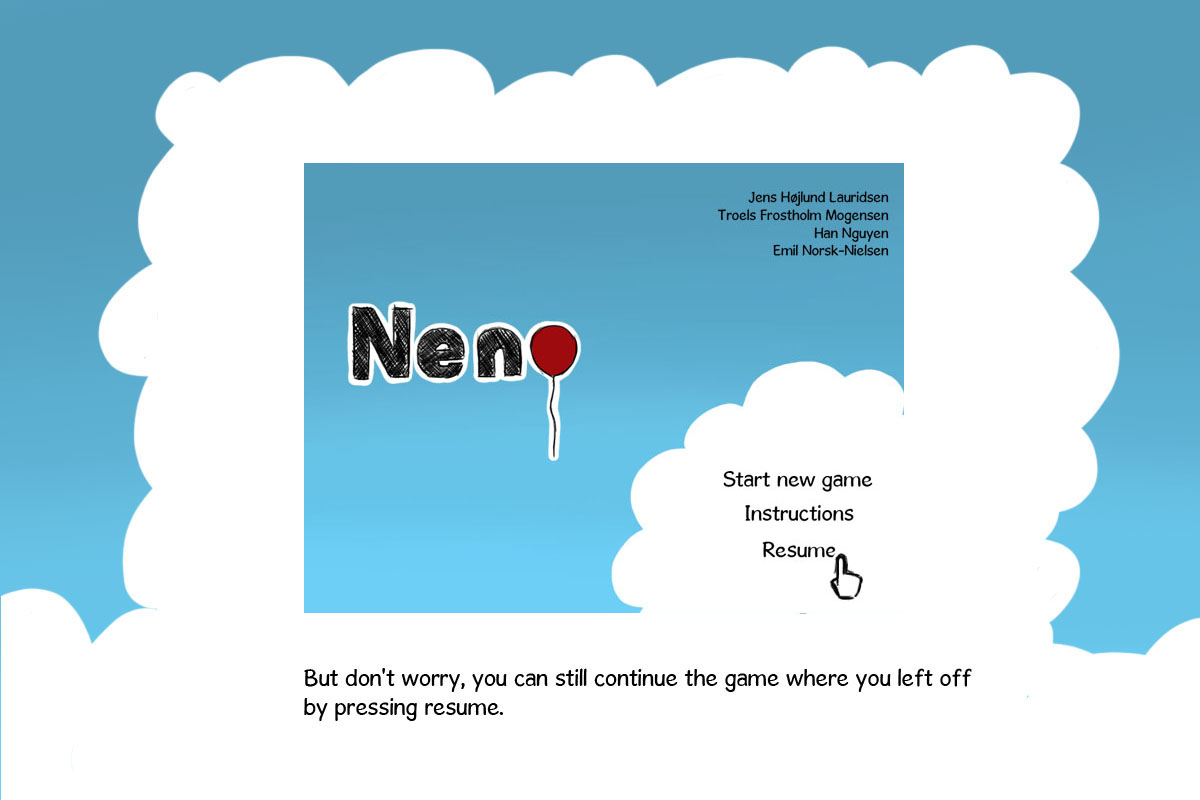 Jens Højlund Lauridsen
Troels Frostholm Mogensen
Han Nguyen
Emil Norsk-Nielsen
Neno
Start new game
Instructions
Resume
But don't worry, you can still continue the game where you left off
by pressing resume.